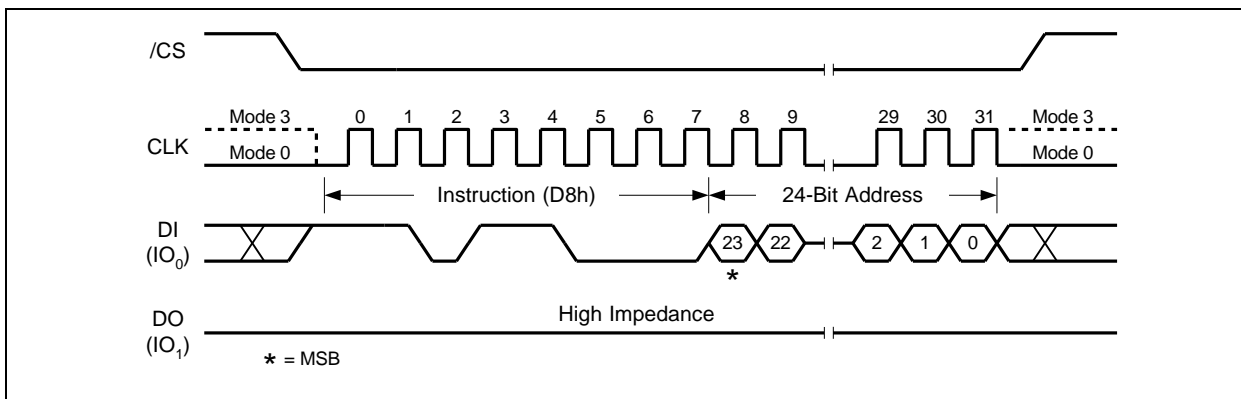 /CS
Mode 3 0 1 2 3 4 5 6 7 8 9 29 30 31 Mode 3
CLK
Mode 0 Mode 0
Instruction (D8h) 24-Bit Address
DI
(IO0)
23 22 2 1 0
*
High Impedance
DO
(IO1)
* = MSB